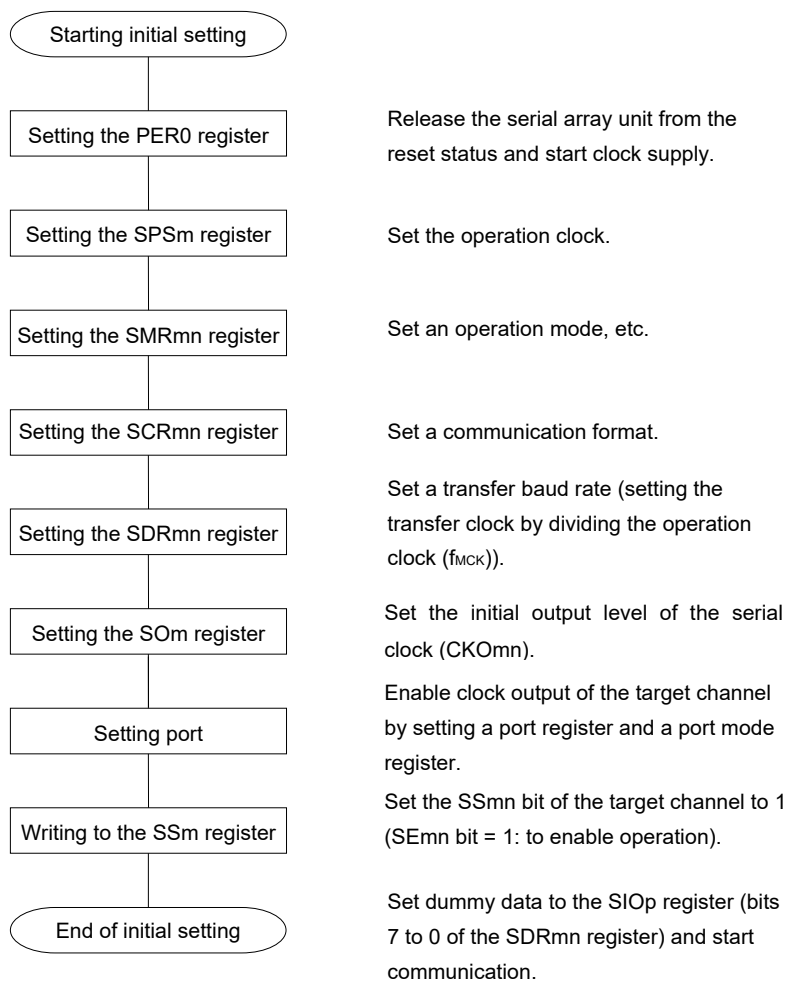 Starting initial setting
Setting the PER0 register
Release the serial array unit from the
reset status and start clock supply.
Setting the SPSm register
Set the operation clock.
Setting the SMRmn register
Set an operation mode, etc.
Setting the SCRmn register
Set a communication format.
Setting the SDRmn register
Set a transfer baud rate (setting the
transfer clock by dividing the operation
clock (fMCK)).
Setting the SOm register
Set the initial output level of the serial
clock (CKOmn).
Setting port
Enable clock output of the target channel
by setting a port register and a port mode
register.
Writing to the SSm register
Set the SSmn bit of the target channel to 1
(SEmn bit = 1: to enable operation).
End of initial setting
Set dummy data to the SIOp register (bits
7 to 0 of the SDRmn register) and start
communication.